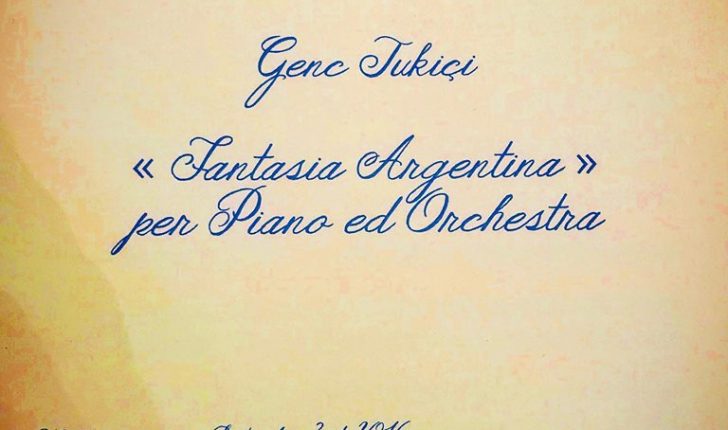 Genc Tukiçi
« Fantasia Argentina »
per Piano ed Orchestra